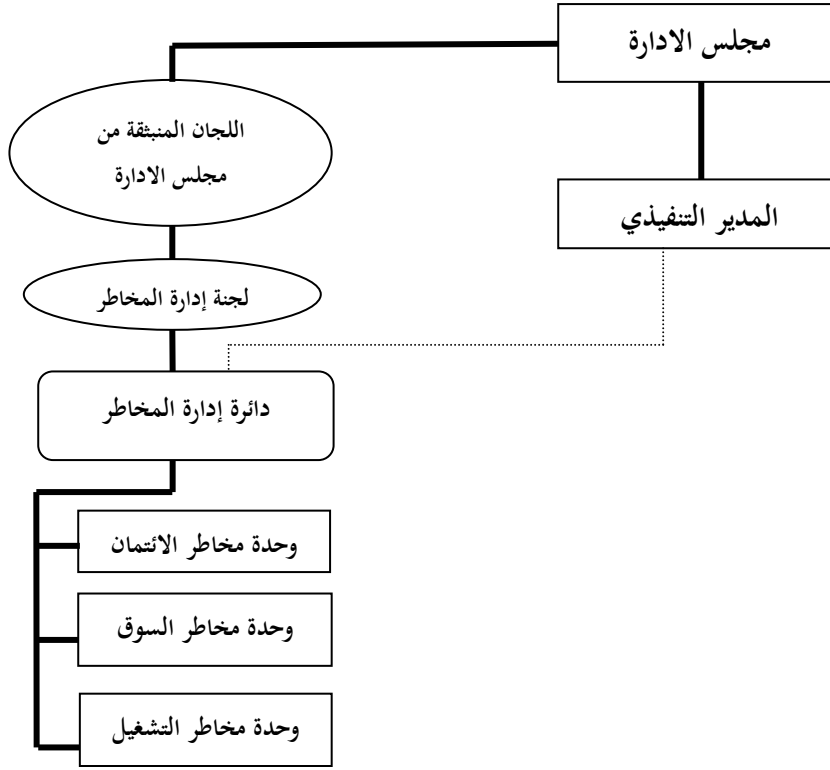 مجلس الادارة
اللجان المنبثقة من
مجلس الادارة
المدير التنفيذي
لجنة إدارة المخاطر
دائرة إدارة المخاطر
وحدة مخاطر الائتمان
وحدة مخاطر السوق
وحدة مخاطر التشغيل